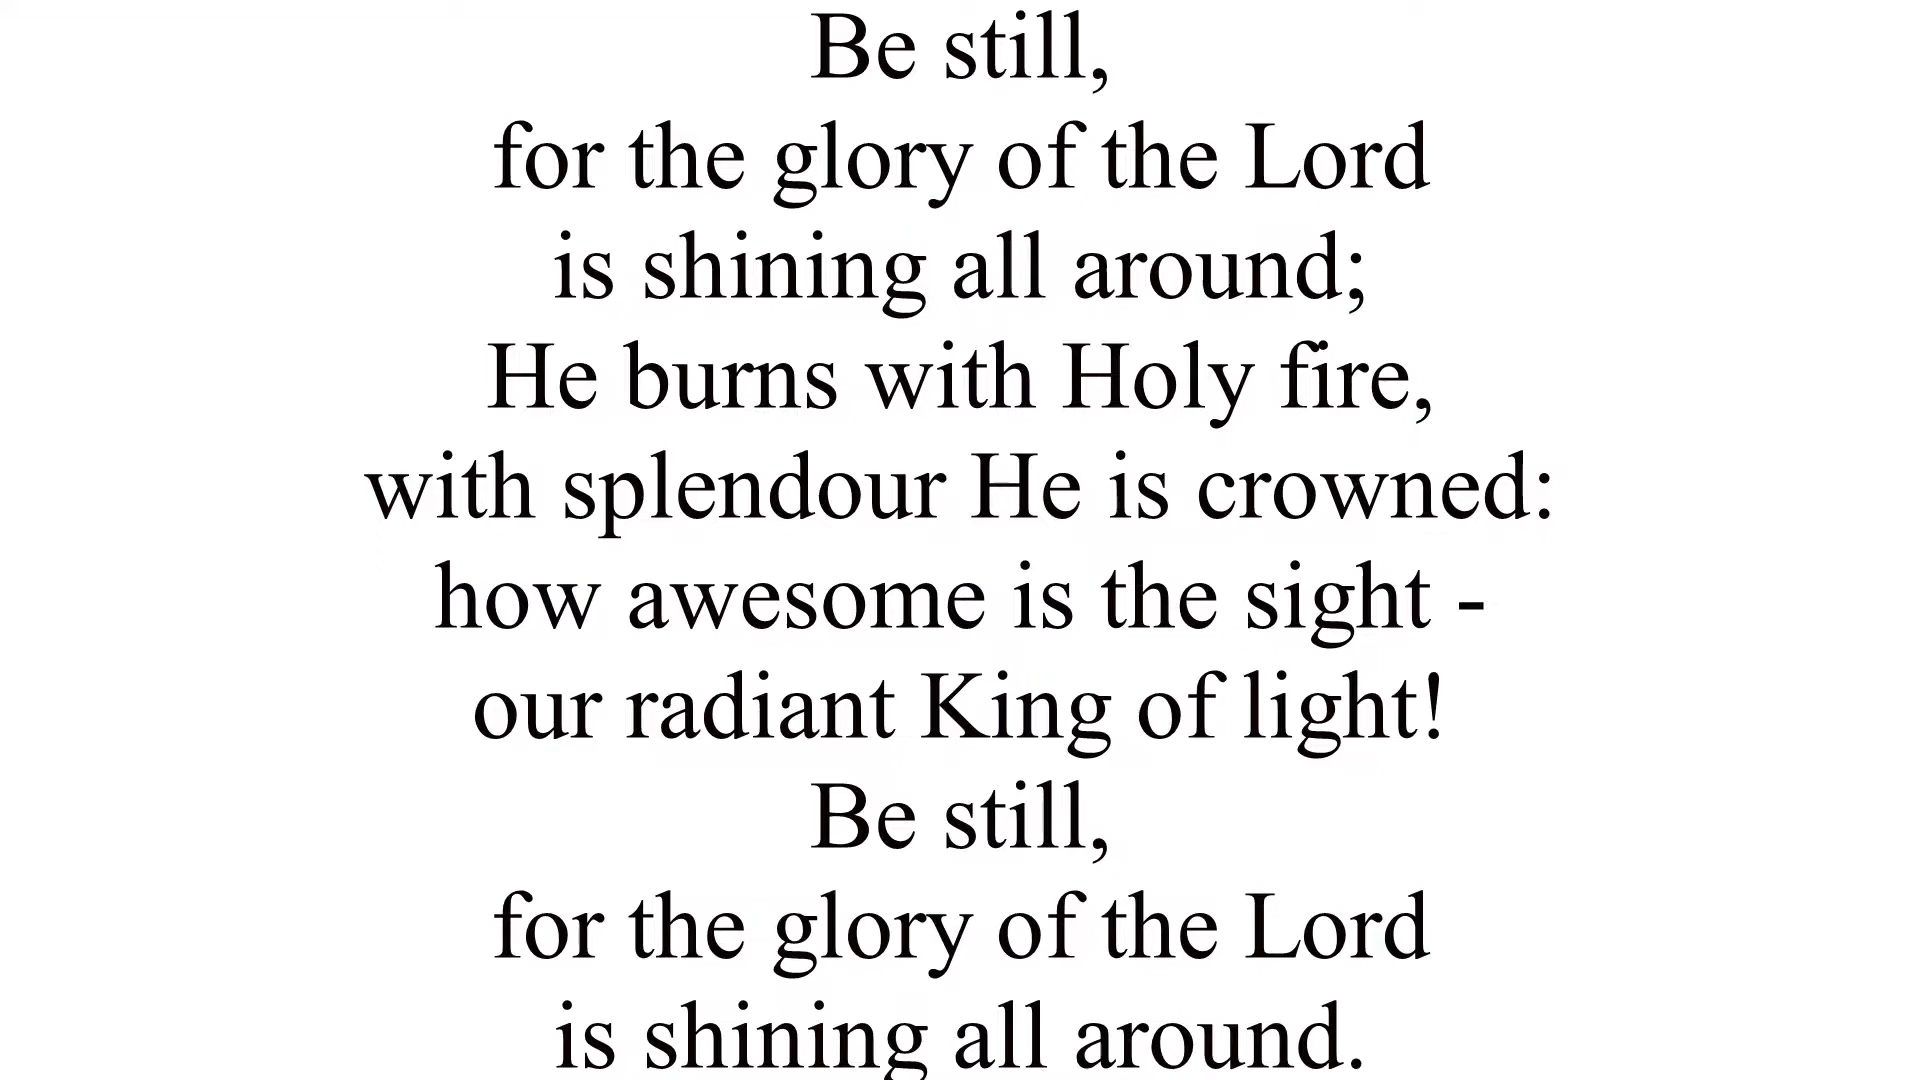 Be still,
for the glory of the Lord
is shining all around;
He burns with Holy fire,
with splendour He is crowned:
how awesome is the sight -
our radiant King of light!
Be still,
for the glory of the Lord
is shining all around.